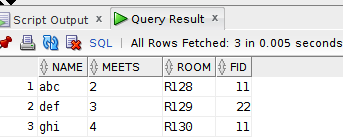 Script Output Query Result
SQL | All Rows Fetched: 3 in 0.005 seconds
NAME MEETS ROOM FID
1 abc 2 R128 11
2 def 3 R129 22
3 ghi 4 R130 11